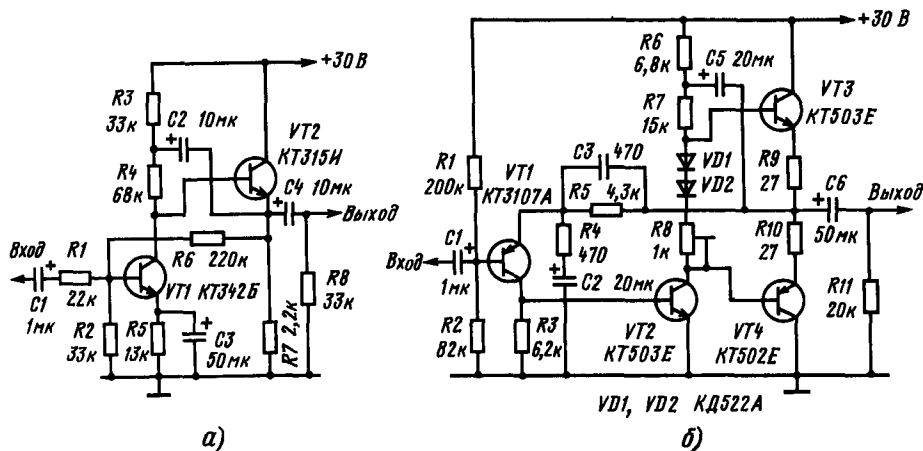 +30 В
R3
33к
C2 10мк
VT2
КТ315И
R4
68к
C4 10мк
Выход
R6
220к
Вход
R1
22к
C1
1мк
VT1 КТ342Б
R2
33к
R5
13к
C3
50мк
R7 2,2к
R8
33к
а)
+30 В
R6
6,8к
C5 20мк
VT3
КТ503Е
R7
15к
R1
200к
VT1
КТ3107А
C3 470
R5 4,3к
VD1
VD2
R9
27
C6
50мк
Выход
R4
470
R8
1к
R10
27
Вход
C1
1мк
C2 20мк
R2
82к
R3
6,2к
VT2
КТ503Е
VT4
КТ502Е
R11
20к
VD1, VD2 КД522А
б)